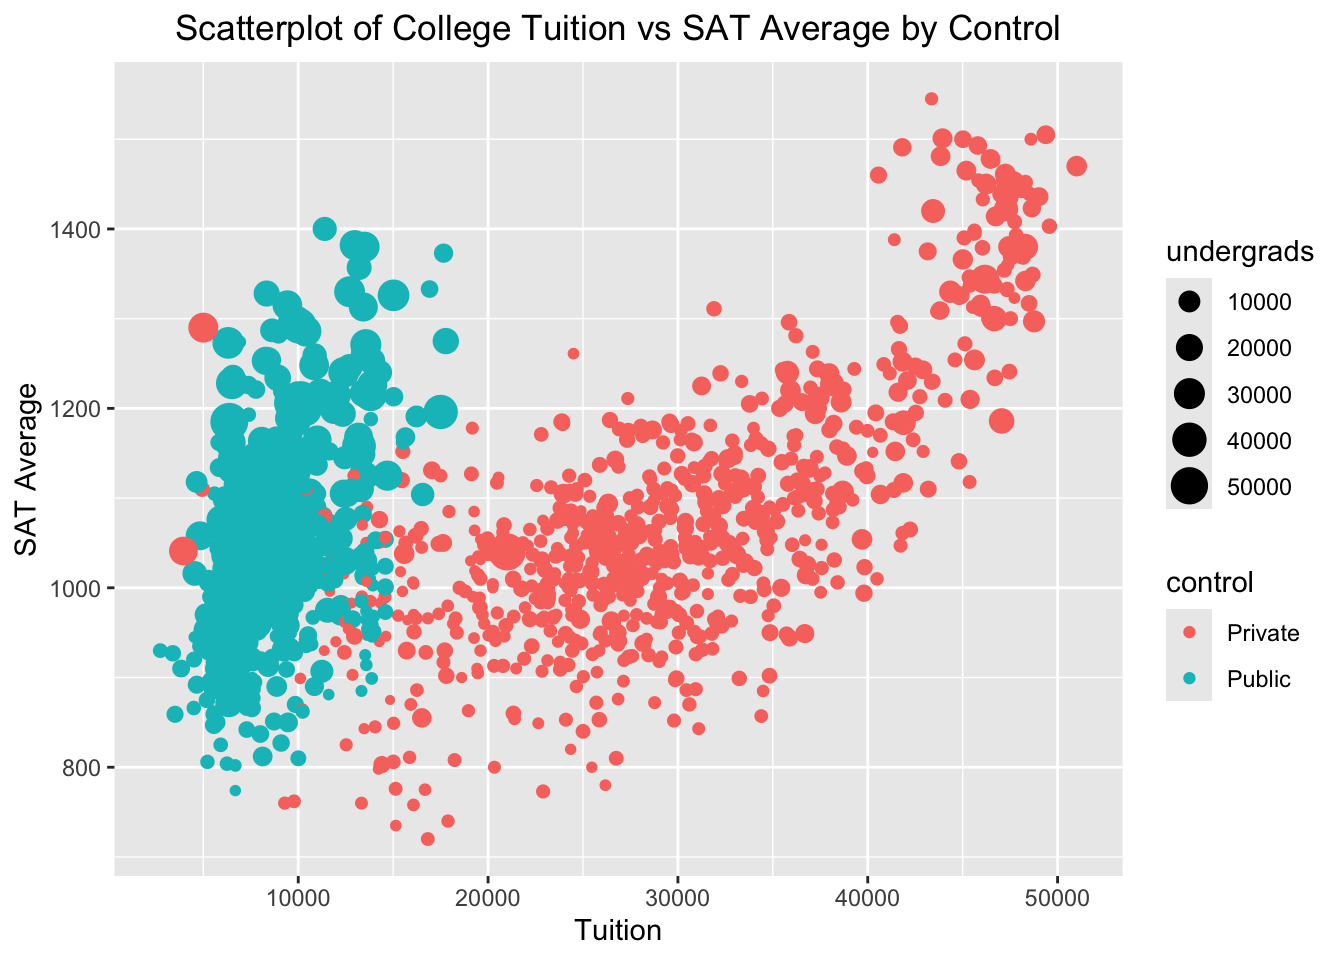 Scatterplot of College Tuition vs SAT Average by Control
SAT Average
1400
1200
1000
800
10000 20000 30000 40000 50000
Tuition
undergrads
10000
20000
30000
40000
50000
control
Private
Public